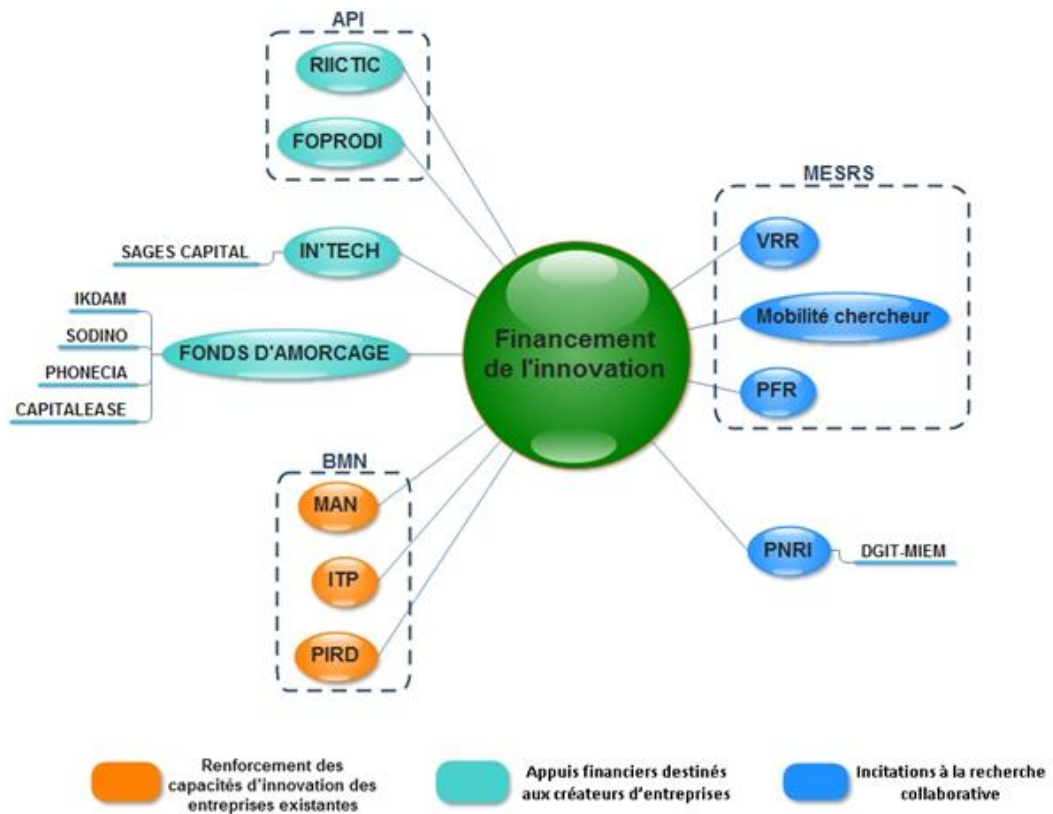 API
RIICTIC
FOPRODI
SAGES CAPITAL
IN'TECH
IKDAM
SODINO
PHONECIA
CAPITALEASE
FONDS D'AMORCAGE
BMN
MAN
ITP
PIRD
Financement
de l'innovation
MESRS
VRR
Mobilité chercheur
PFR
PNRI
DGIT-MIEM
Renforcement des
capacités d'innovation des
entreprises existantes
Appuis financiers destinés
aux créateurs d'entreprises
Incitations à la recherche
collaborative